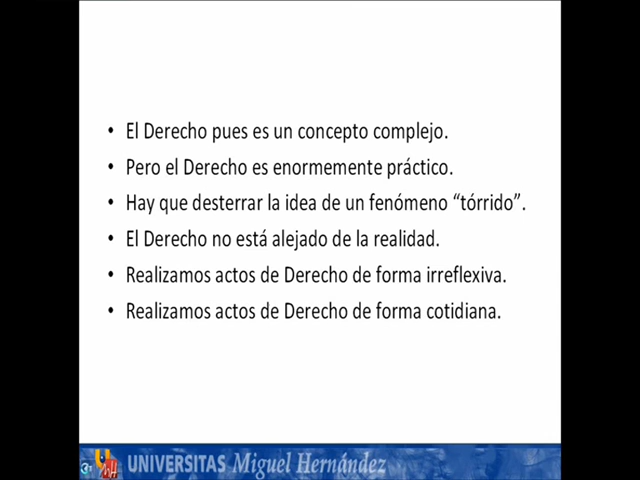 • El Derecho pues es un concepto complejo.
• Pero el Derecho es enormemente práctico.
• Hay que desterrar la idea de un fenómeno “tórrido”.
• El Derecho no está alejado de la realidad.
• Realizamos actos de Derecho de forma irreflexiva.
• Realizamos actos de Derecho de forma cotidiana.
UNIVERSITAS Miguel Hernández